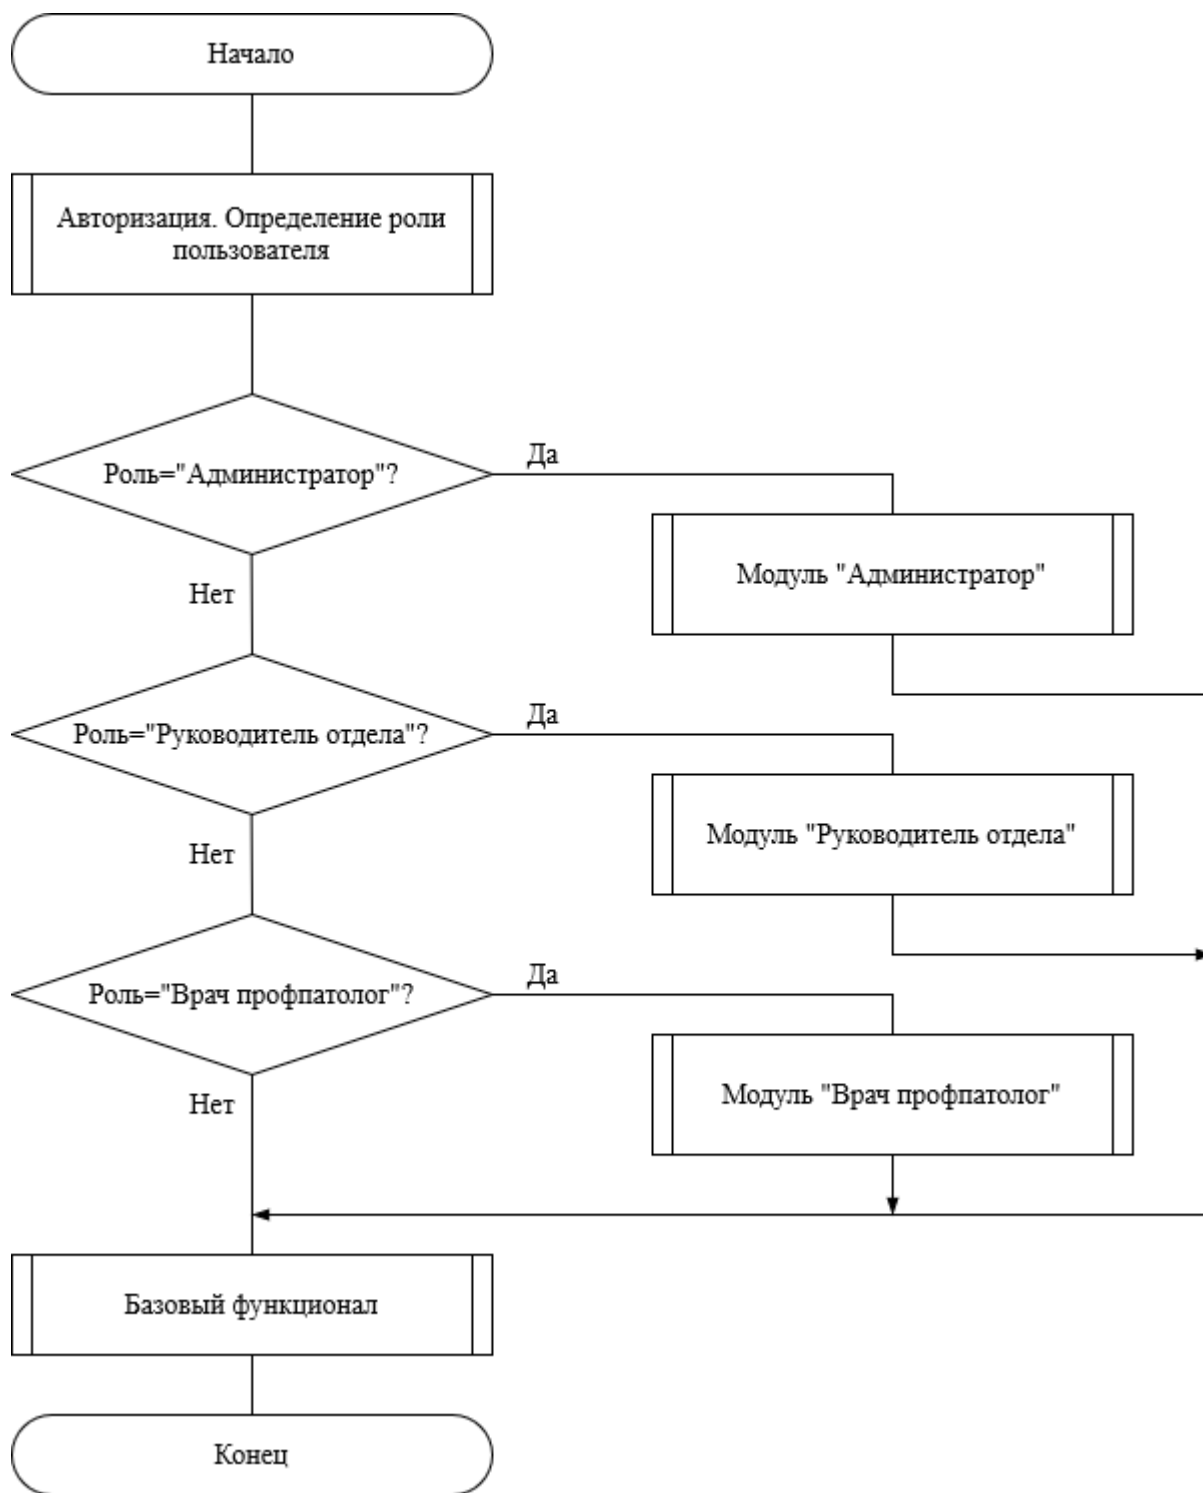 Начало
Авторизация. Определение роли
пользователя
Роль="Администратор"?
Да
Модуль "Администратор"
Нет
Роль="Руководитель отдела"?
Да
Модуль "Руководитель отдела"
Нет
Роль="Врач профпатолог"?
Да
Модуль "Врач профпатолог"
Нет
Базовый функционал
Конец